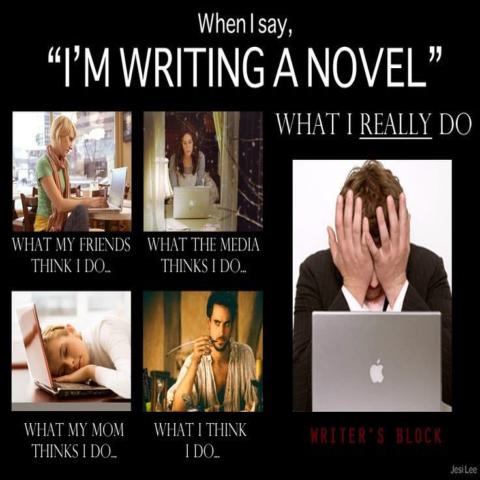 When I say,
“I’M WRITING A NOVEL”
WHAT I REALLY DO
WHAT MY FRIENDS
THINK I DO...
WHAT THE MEDIA
THINKS I DO...
WHAT MY MOM
THINKS I DO...
WHAT I THINK
I DO...
WRITER'S BLOCK
Jesi Lee